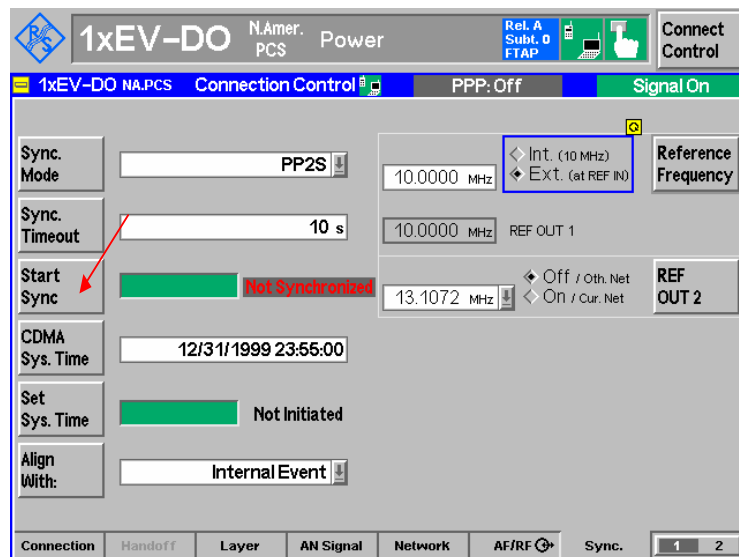 R&S
1xEV-DO N.Amer. PCS Power
Rel. A
Subt. 0
FTAP
Connect
Control
1xEV-DO NA.PCS Connection Control PPP: Off Signal On
Sync.
Mode
PP2S
10.0000 MHz
Int. (10 MHz)
Ext. (at REF IN)
Reference
Frequency
Sync.
Timeout
10 s
10.0000 MHz REF OUT 1
Start
Sync
Not Synchronized
13.1072 MHz
Off / Oth. Net
On / Cur. Net
REF
OUT 2
CDMA
Sys. Time
12/31/1999 23:55:00
Set
Sys. Time
Not Initiated
Align
With:
Internal Event
Connection Handoff Layer AN Signal Network AF/RF Sync. 1 2